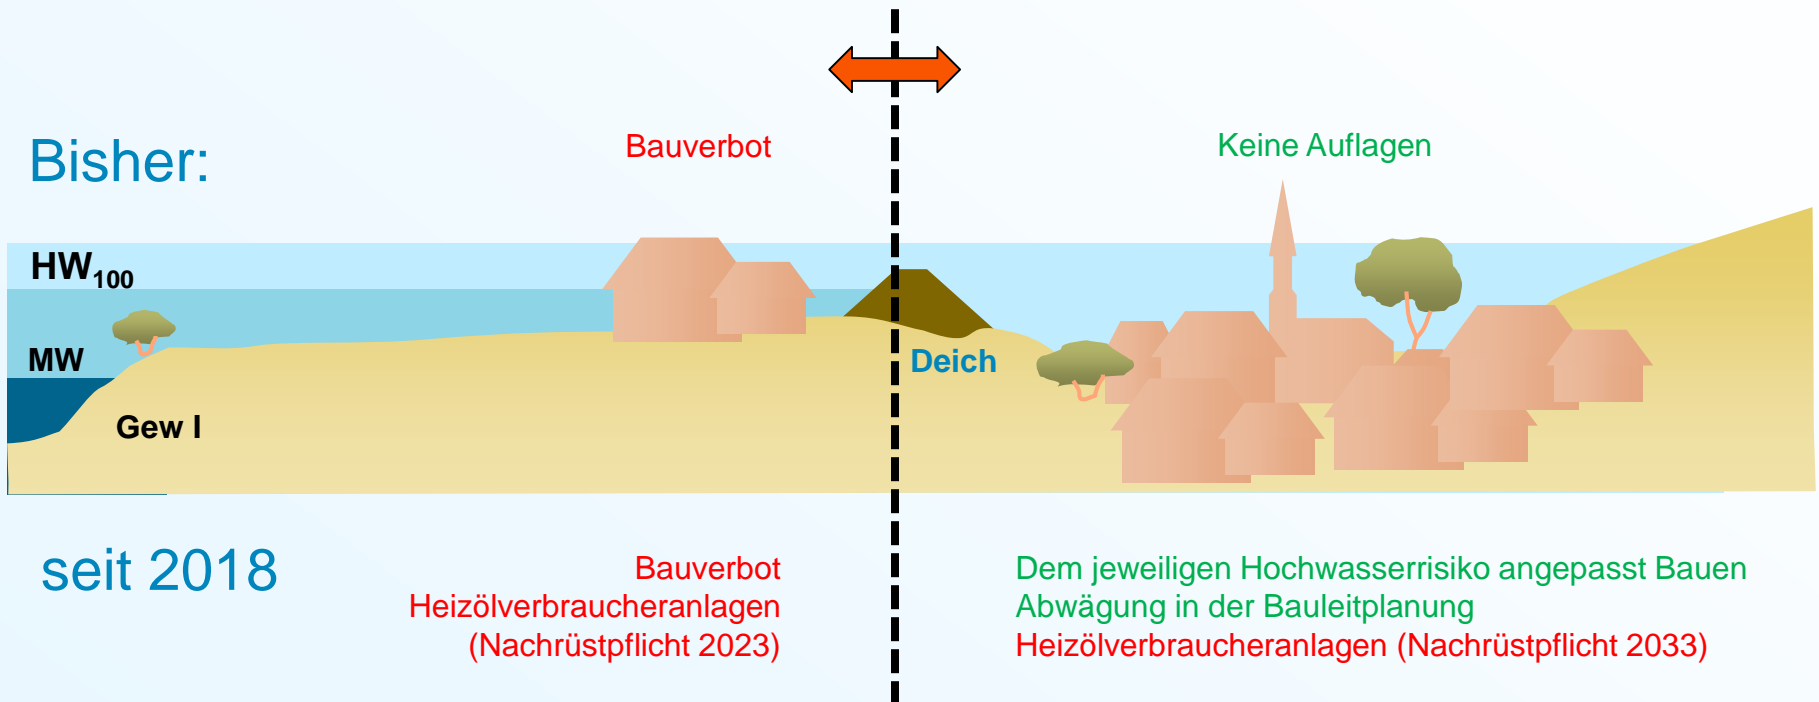 Bisher:
Bauverbot
Keine Auflagen
HW₁₀₀
MW
Deich
Gew I
seit 2018
Bauverbot
Heizölverbraucheranlagen
(Nachrüstpflicht 2023)
Dem jeweiligen Hochwasserrisiko angepasst Bauen
Abwägung in der Bauleitplanung
Heizölverbraucheranlagen (Nachrüstpflicht 2033)